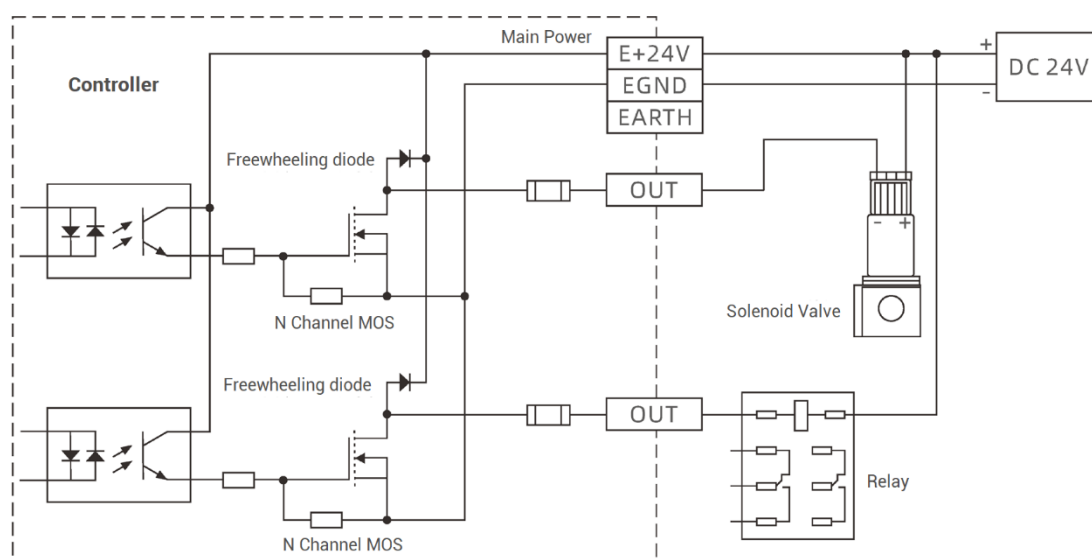 Main Power
E+24V
+
DC 24V
Controller
EGND
-
EARTH
Freewheeling diode
OUT
- +
Solenoid Valve
N Channel MOS
Freewheeling diode
OUT
Relay
N Channel MOS